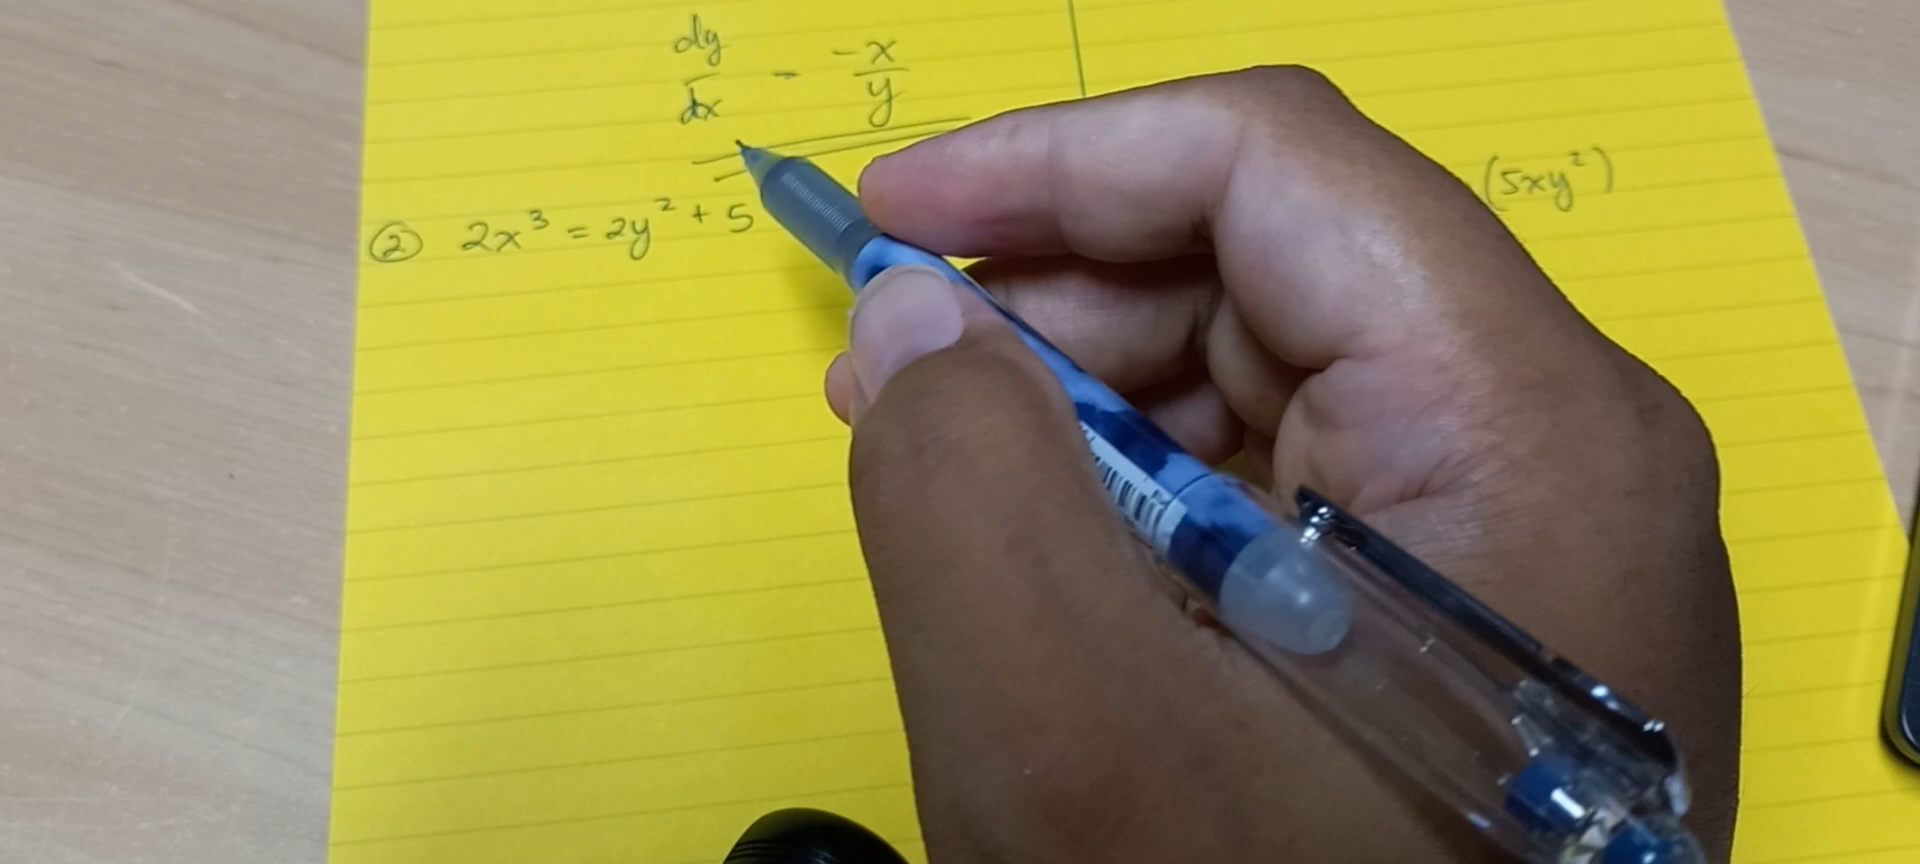 dy/dx = -x/y
(5xy²)
② 2x³ = 2y² + 5